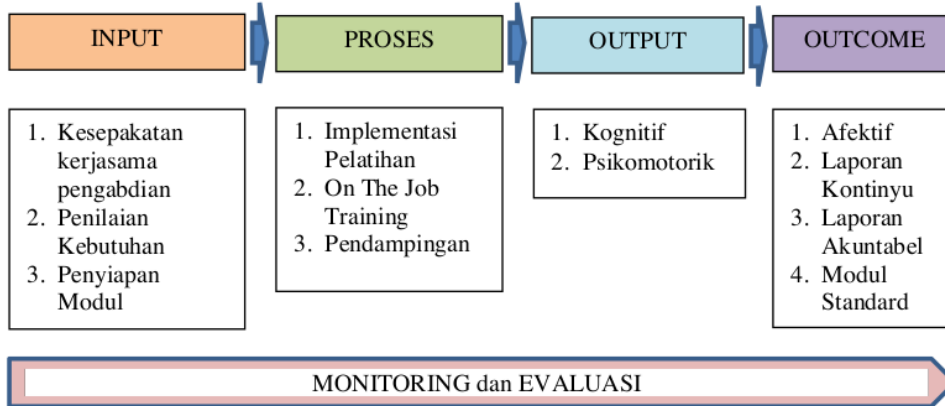 INPUT
PROSES
OUTPUT
OUTCOME
1. Kesepakatan
kerjasama
pengabdian
2. Penilaian
Kebutuhan
3. Penyiapan
Modul
1. Implementasi
Pelatihan
2. On The Job
Training
3. Pendampingan
1. Kognitif
2. Psikomotorik
1. Afektif
2. Laporan
Kontinyu
3. Laporan
Akuntabel
4. Modul
Standard
MONITORING dan EVALUASI